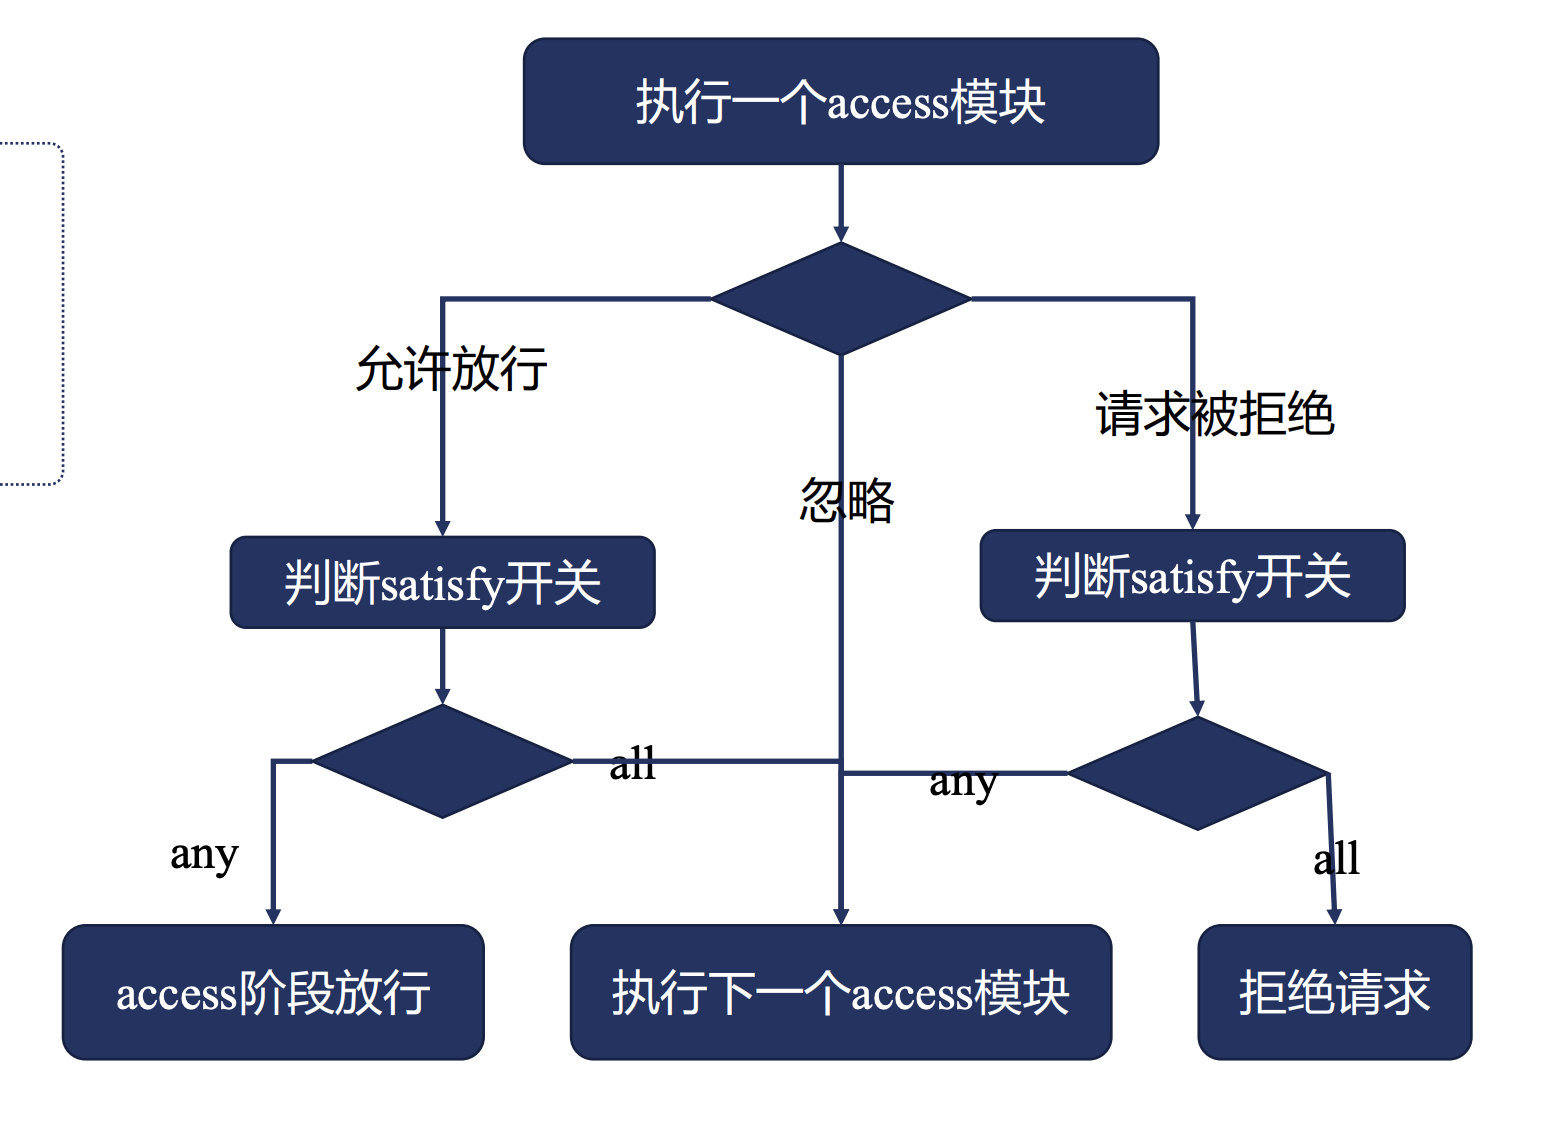 执行一个access模块
允许放行
请求被拒绝
忽略
判断satisfy开关
判断satisfy开关
all
any
any
all
access阶段放行
执行下一个access模块
拒绝请求